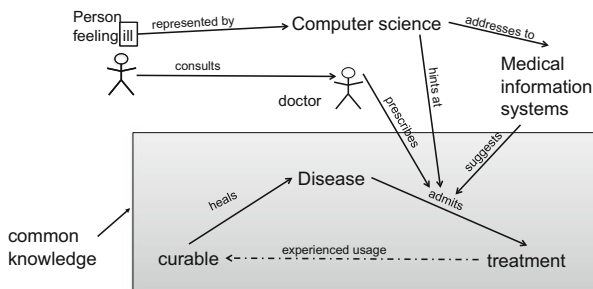 Person
feeling ill
represented by
Computer science
addresses to
consults
doctor
hints at
Medical
information
systems
prescribes
suggests
Disease
heals
admits
common
knowledge
curable
experienced usage
treatment